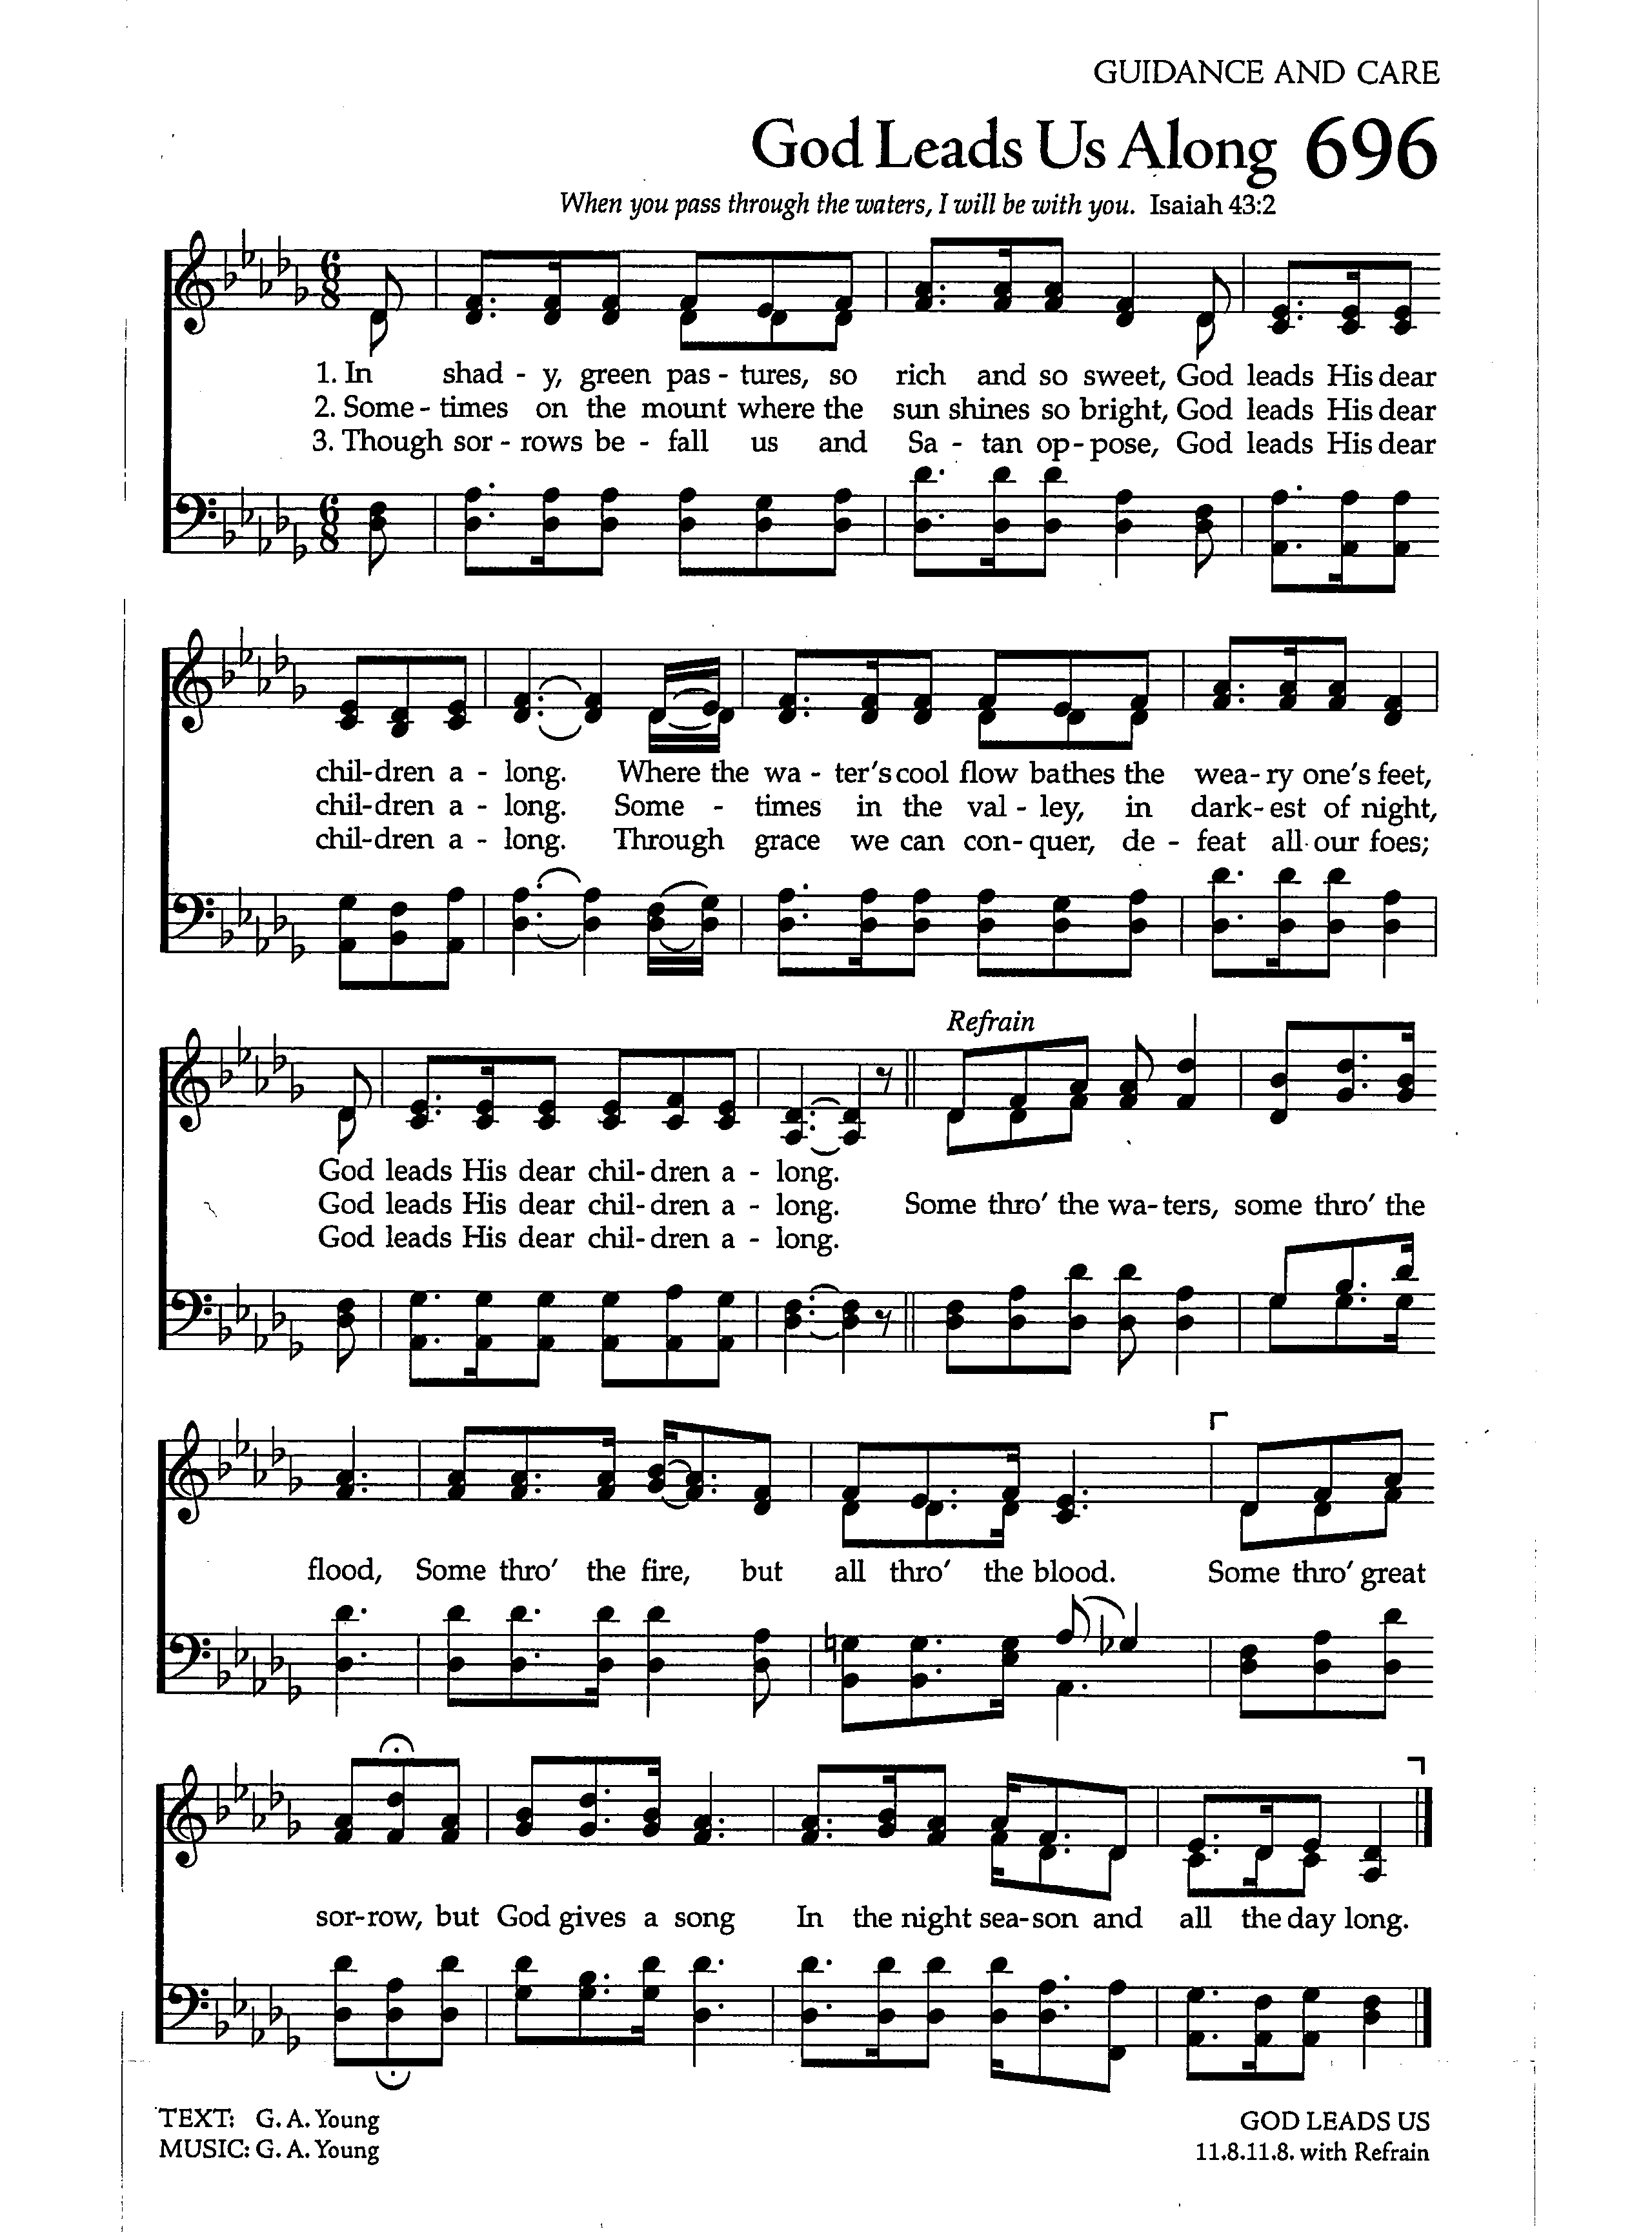 GUIDANCE AND CARE
God Leads Us Along 696
When you pass through the waters, I will be with you. Isaiah 43:2
1. In shad - y, green pas - tures, so rich and so sweet, God leads His dear
2. Some - times on the mount where the sun shines so bright, God leads His dear
3. Though sor - rows be - fall us and Sa - tan op - pose, God leads His dear
chil - dren a - long. Where the wa - ter's cool flow bathes the wea - ry one's feet,
chil - dren a - long. Some - times in the val - ley, in dark - est of night,
chil - dren a - long. Through grace we can con - quer, de - feat all our foes;
Refrain
God leads His dear chil - dren a - long.
God leads His dear chil - dren a - long. Some thro' the wa - ters, some thro' the
God leads His dear chil - dren a - long.
flood, Some thro' the fire, but all thro' the blood. Some thro' great
sor - row, but God gives a song In the night sea - son and all the day long.
TEXT: G. A. Young
MUSIC: G. A. Young
GOD LEADS US
11.8.11.8. with Refrain